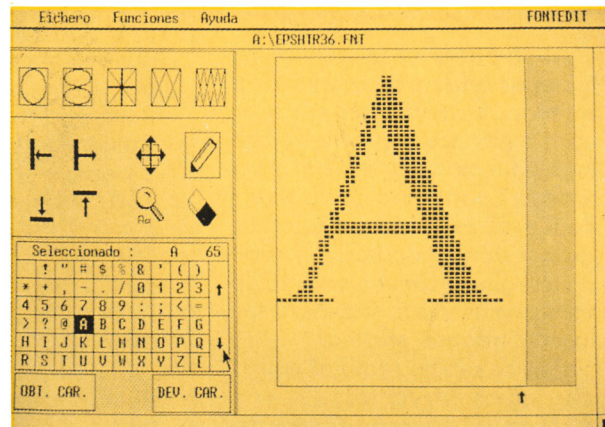 Fichero Funciones Ayuda FONTEDIT
A:\EPSHTR36.FNT
Aa
Seleccionado : A 65
! " # $ % & ' ( )
* + , - . / 0 1 2 3
4 5 6 7 8 9 : ; < =
> ? @ A B C D E F G
H I J K L M N O P Q
R S T U V W X Y Z [
OBT. CAR. DEV. CAR.
A